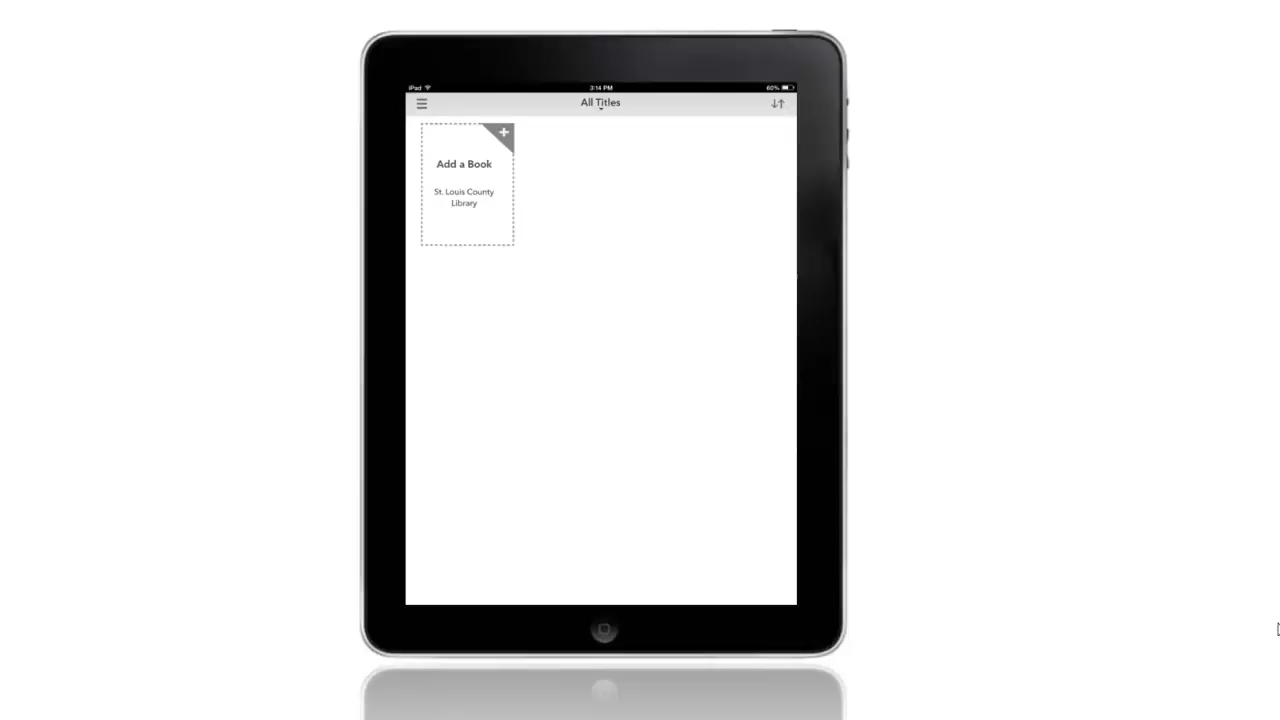 iPad 3:14 PM 60%
All Titles
Add a Book
St. Louis County
Library